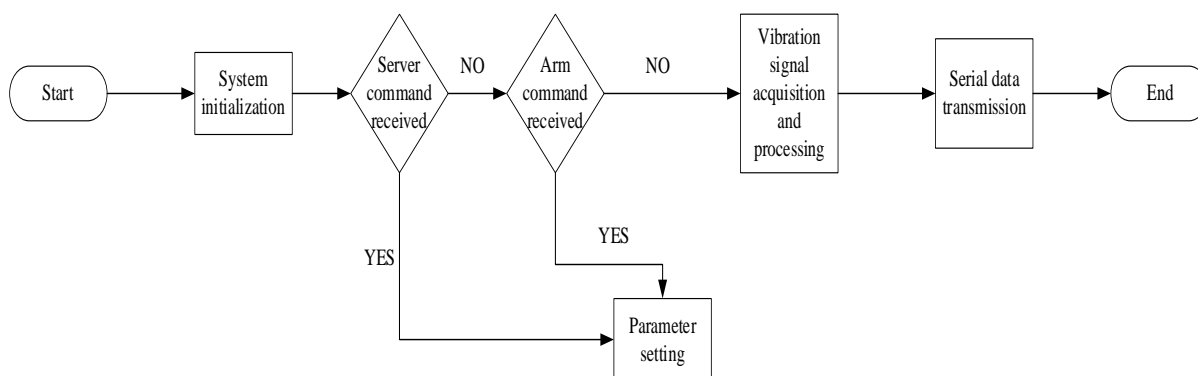 Start
System
initialization
Server
command
received
NO
Arm
command
received
NO
Vibration
signal
acquisition
and
processing
Serial data
transmission
End
YES
YES
Parameter
setting